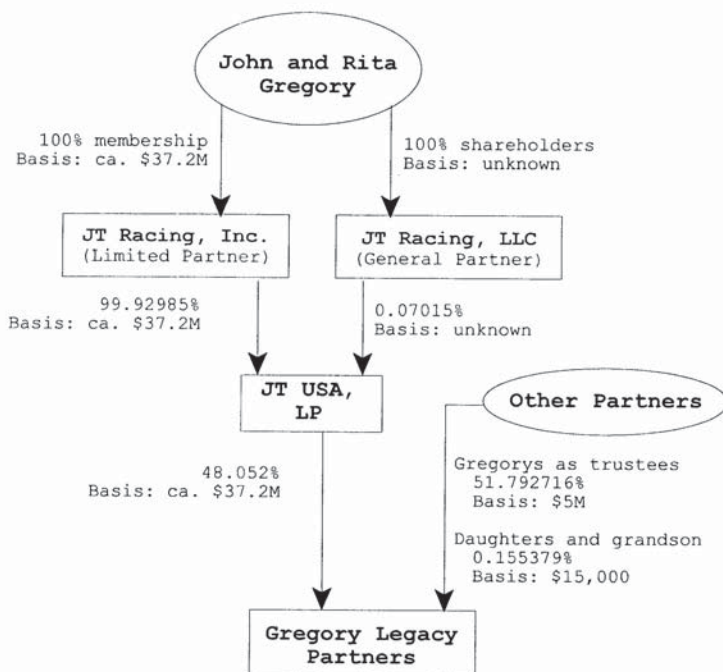 John and Rita
Gregory
100% membership
Basis: ca. $37.2M
100% shareholders
Basis: unknown
JT Racing, Inc.
(Limited Partner)
JT Racing, LLC
(General Partner)
99.92985%
Basis: ca. $37.2M
0.07015%
Basis: unknown
JT USA,
LP
Other Partners
48.052%
Basis: ca. $37.2M
Gregorys as trustees
51.792716%
Basis: $5M
Daughters and grandson
0.155379%
Basis: $15,000
Gregory Legacy
Partners